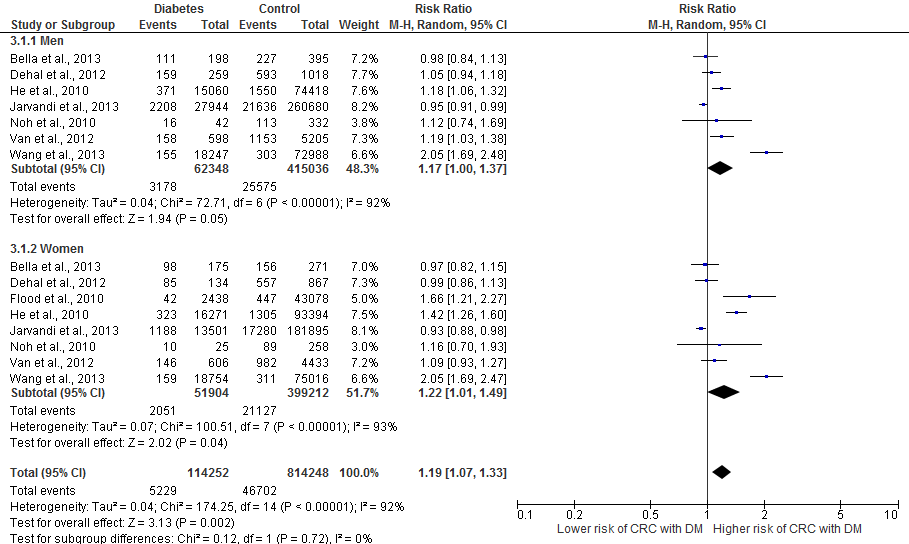 Diabetes Control Risk Ratio Risk Ratio
Study or Subgroup Events Total Events Total Weight M-H, Random, 95% CI M-H, Random, 95% CI
3.1.1 Men
Bella et al., 2013 111 198 227 395 7.2% 0.98 [0.84, 1.13]
Dehal et al., 2012 159 259 593 1018 7.4% 1.05 [0.94, 1.18]
He et al., 2010 371 15060 1550 74418 7.6% 1.18 [1.06, 1.32]
Jarvandi et al., 2013 2208 27944 21636 260680 8.2% 0.95 [0.91, 0.99]
Noh et al., 2010 16 42 113 332 3.8% 1.12 [0.74, 1.69]
Van et al., 2012 158 598 1153 5205 7.3% 1.19 [1.03, 1.38]
Wang et al., 2013 155 18247 303 72988 6.6% 2.05 [1.69, 2.48]
Subtotal (95% CI) 62348 415036 48.3% 1.17 [1.00, 1.37]
Total events 3178 25575
Heterogeneity: Tau² = 0.04; Chi² = 72.71, df = 6 (P < 0.00001); I² = 92%
Test for overall effect: Z = 1.94 (P = 0.05)
3.1.2 Women
Bella et al., 2013 98 175 156 271 7.0% 0.97 [0.82, 1.15]
Dehal et al., 2012 85 134 557 867 7.2% 0.99 [0.86, 1.13]
Flood et al., 2010 42 2438 447 43078 5.0% 1.66 [1.21, 2.27]
He et al., 2010 323 16271 1305 93394 7.6% 1.42 [1.26, 1.60]
Jarvandi et al., 2013 1188 13501 17280 181895 8.1% 0.93 [0.88, 0.98]
Noh et al., 2010 10 25 89 258 3.0% 1.16 [0.70, 1.93]
Van et al., 2012 146 606 982 4433 7.2% 1.09 [0.93, 1.27]
Wang et al., 2013 159 18754 311 75016 6.6% 2.05 [1.69, 2.47]
Subtotal (95% CI) 51904 399212 51.7% 1.22 [1.01, 1.49]
Total events 2051 21127
Heterogeneity: Tau² = 0.07; Chi² = 100.51, df = 7 (P < 0.00001); I² = 93%
Test for overall effect: Z = 2.02 (P = 0.04)
Total (95% CI) 114252 814248 100.0% 1.19 [1.07, 1.33]
Total events 5229 46702
Heterogeneity: Tau² = 0.04; Chi² = 174.25, df = 14 (P < 0.00001); I² = 92%
Test for overall effect: Z = 3.13 (P = 0.002)
Test for subgroup differences: Chi² = 0.12, df = 1 (P = 0.72), I² = 0%
0.1 0.2 0.5 1 2 5 10
Lower risk of CRC with DM Higher risk of CRC with DM